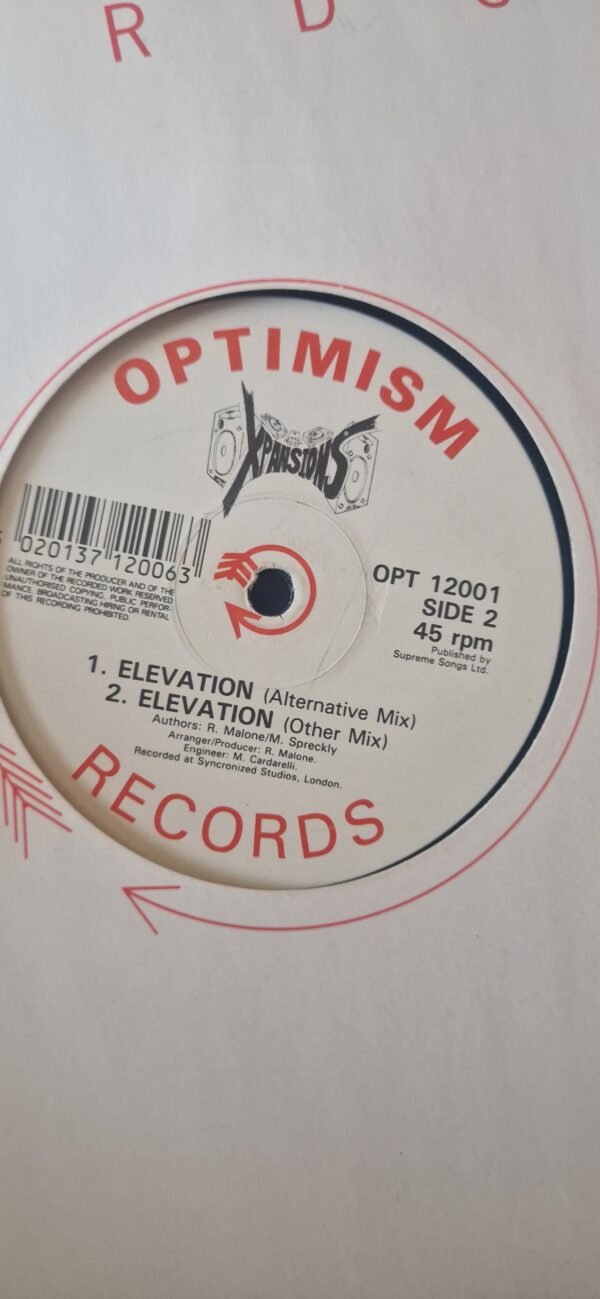 R D
OPTIMISM
XPANSIONS
020137 120063
ALL RIGHTS OF THE PRODUCER AND OF THE
OWNER OF THE RECORDED WORK RESERVED
UNAUTHORISED COPYING, PUBLIC PERFOR-
MANCE, BROADCASTING HIRING OR RENTAL
OF THIS RECORDING PROHIBITED.
OPT 12001
SIDE 2
45 rpm
Published by
Supreme Songs Ltd.
1. ELEVATION (Alternative Mix)
2. ELEVATION (Other Mix)
Authors: R. Malone/M. Spreckly
Arranger/Producer: R. Malone.
Engineer: M. Cardarelli.
Recorded at Syncronized Studios, London.
RECORDS